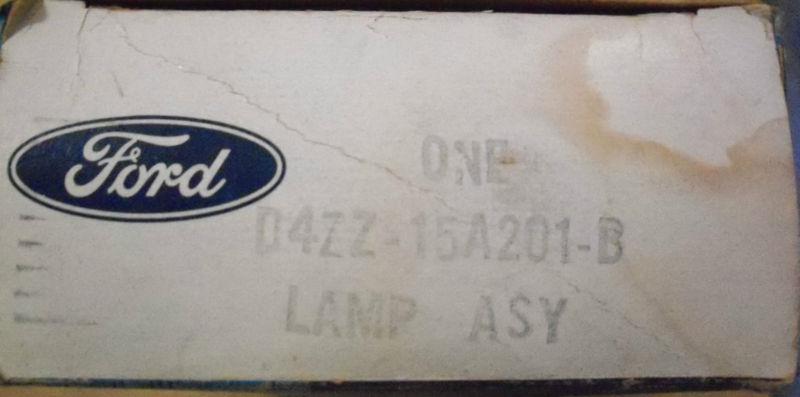 Ford
ONE
D4ZZ-15A201-B
LAMP ASY